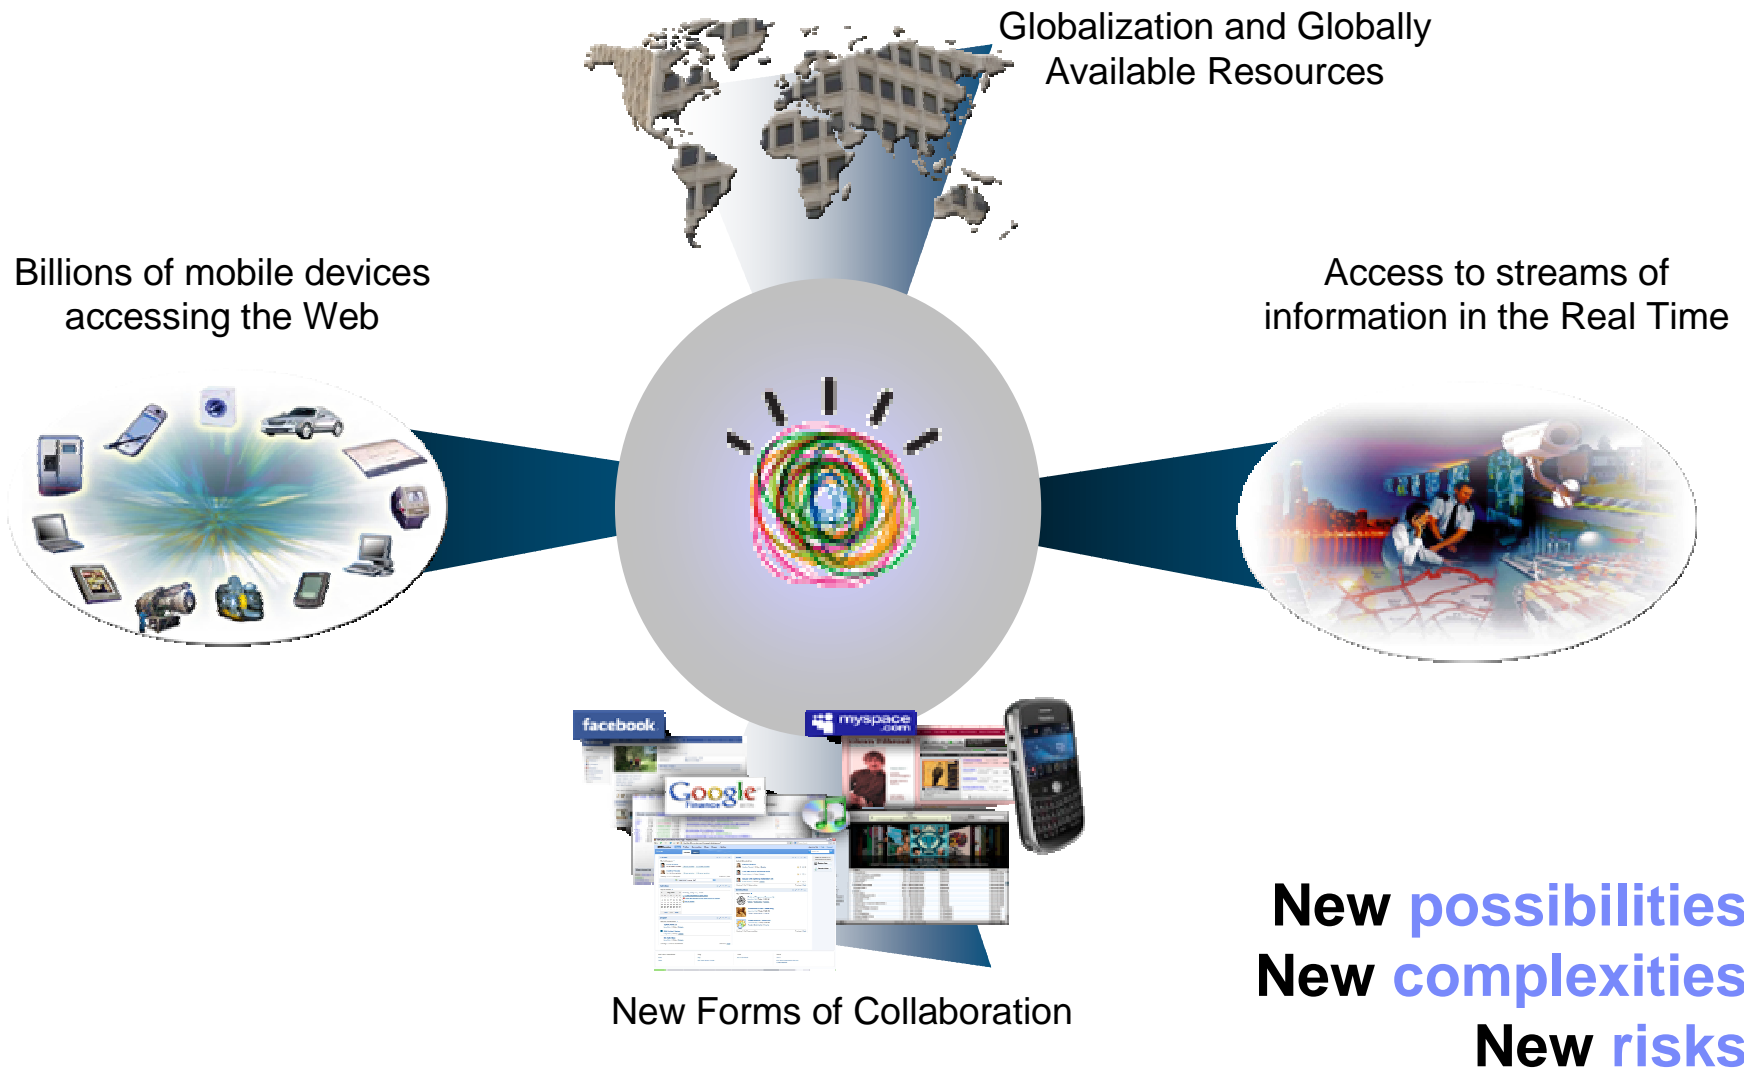 Globalization and Globally
Available Resources
Billions of mobile devices
accessing the Web
Access to streams of
information in the Real Time
facebook
myspace
.com
Google
Finance
New Forms of Collaboration
New possibilities
New complexities
New risks